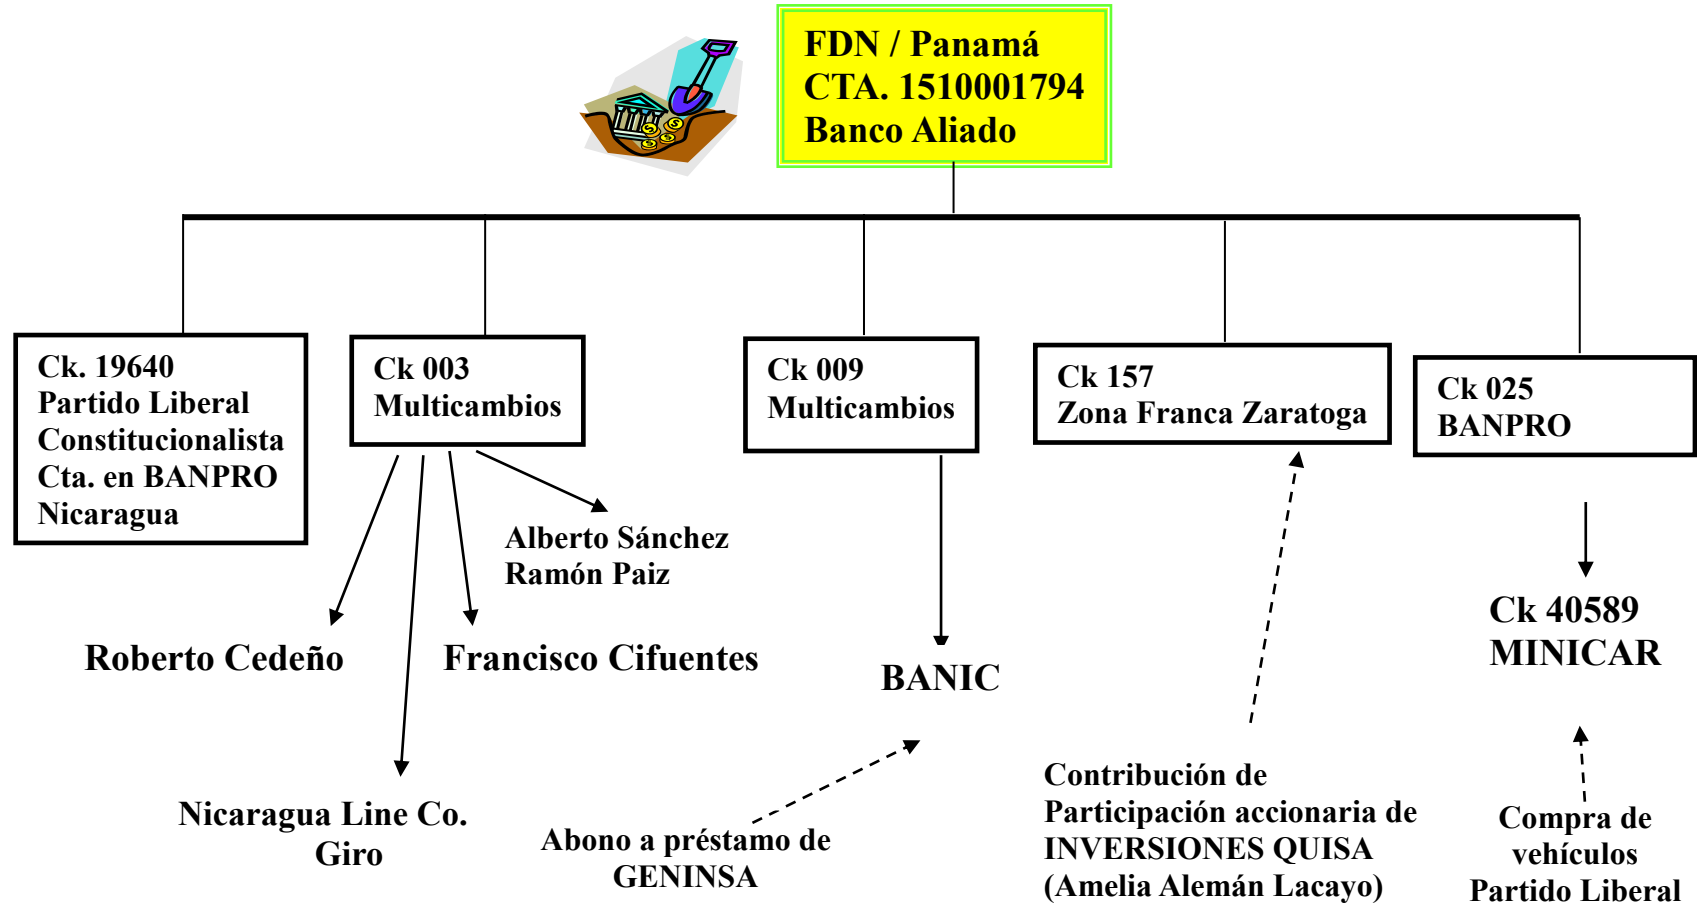 FDN / Panamá
CTA. 1510001794
Banco Aliado
Ck. 19640
Partido Liberal
Constitucionalista
Cta. en BANPRO
Nicaragua
Ck 003
Multicambios
Ck 009
Multicambios
Ck 157
Zona Franca Zaratoga
Ck 025
BANPRO
Alberto Sánchez
Ramón Paiz
Roberto Cedeño
Francisco Cifuentes
BANIC
Ck 40589
MINICAR
Nicaragua Line Co.
Giro
Abono a préstamo de
GENINSA
Contribución de
Participación accionaria de
INVERSIONES QUISA
(Amelia Alemán Lacayo)
Compra de
vehículos
Partido Liberal